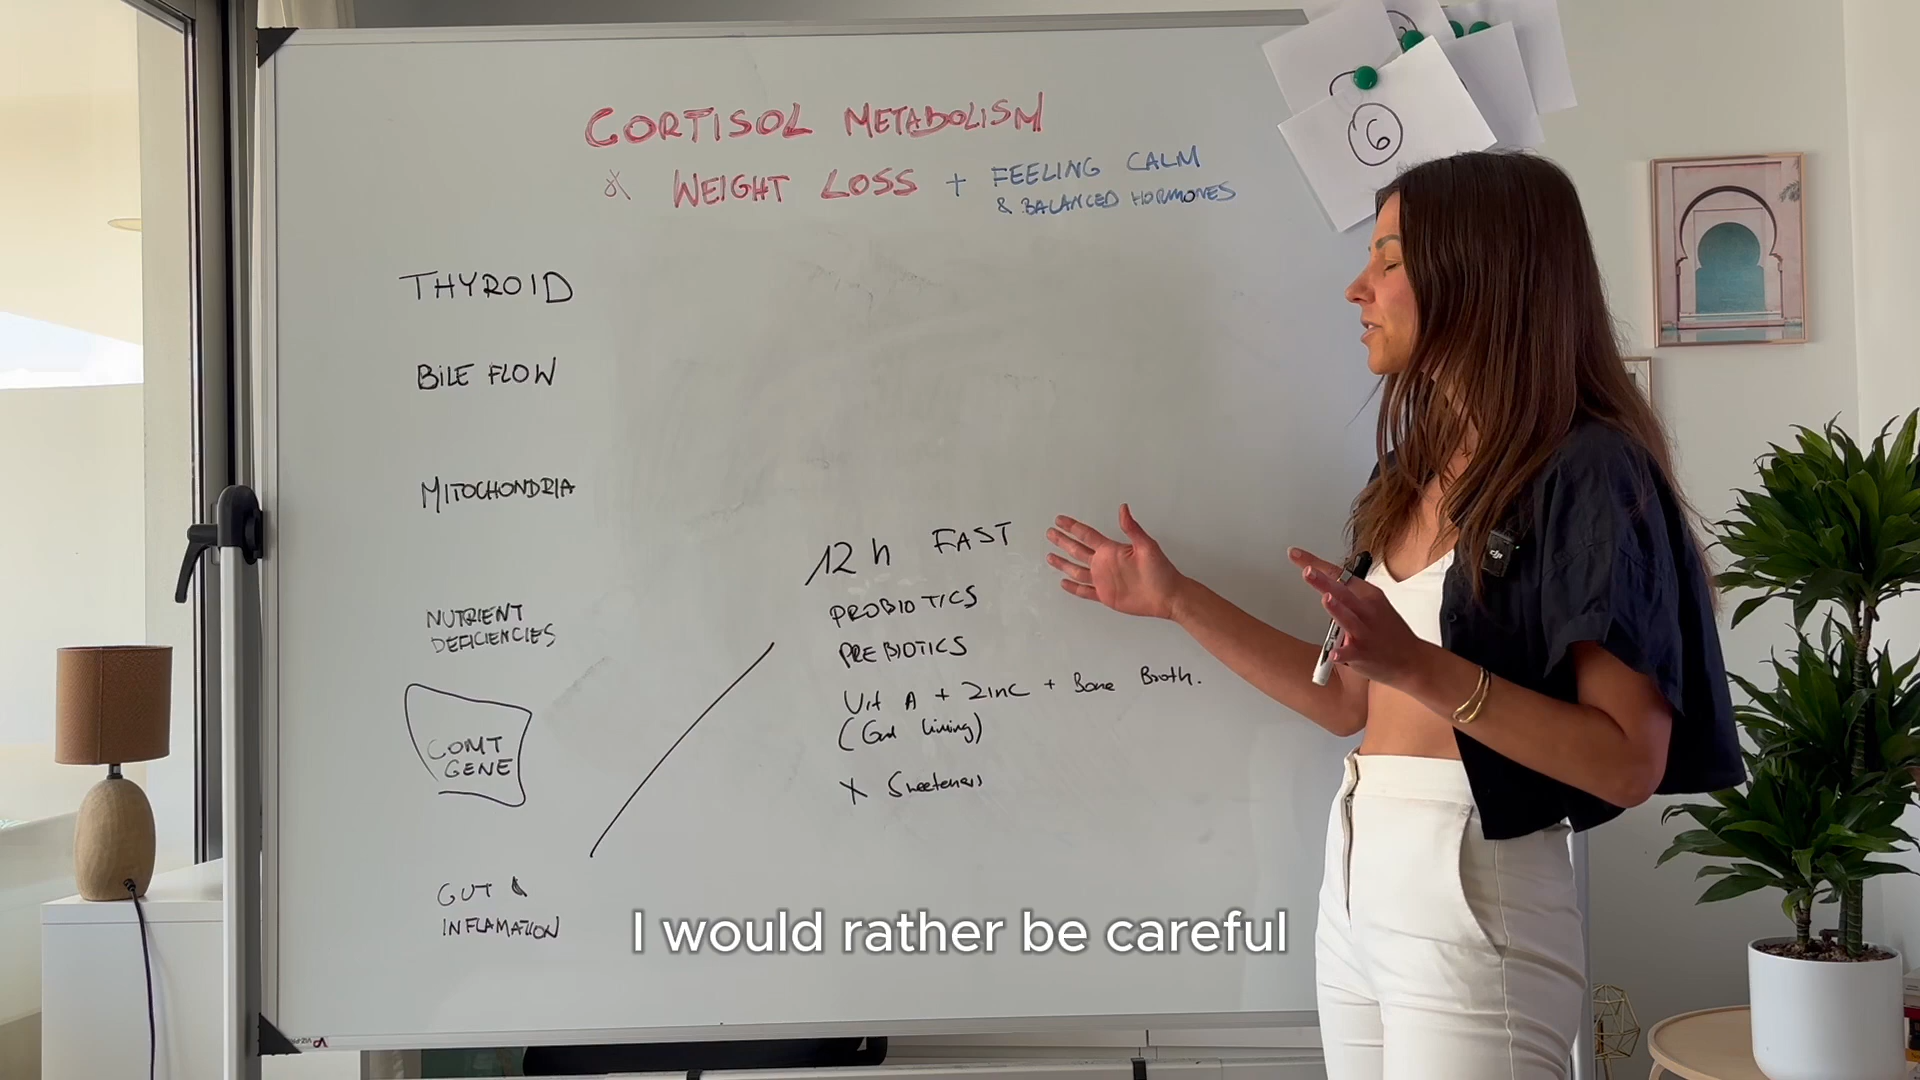 CORTISOL METABOLISM
& WEIGHT LOSS + FEELING CALM
& BALANCED HORMONES
6
THYROID
BILE FLOW
MITOCHONDRIA
12 h FAST
PROBIOTICS
NUTRIENT
DEFICIENCIES
PREBIOTICS
Vit A + Zinc + Bone Broth.
(Gut lining)
COMT
GENE
X Sweeteners
GUT &
INFLAMATION
I would rather be careful
dji